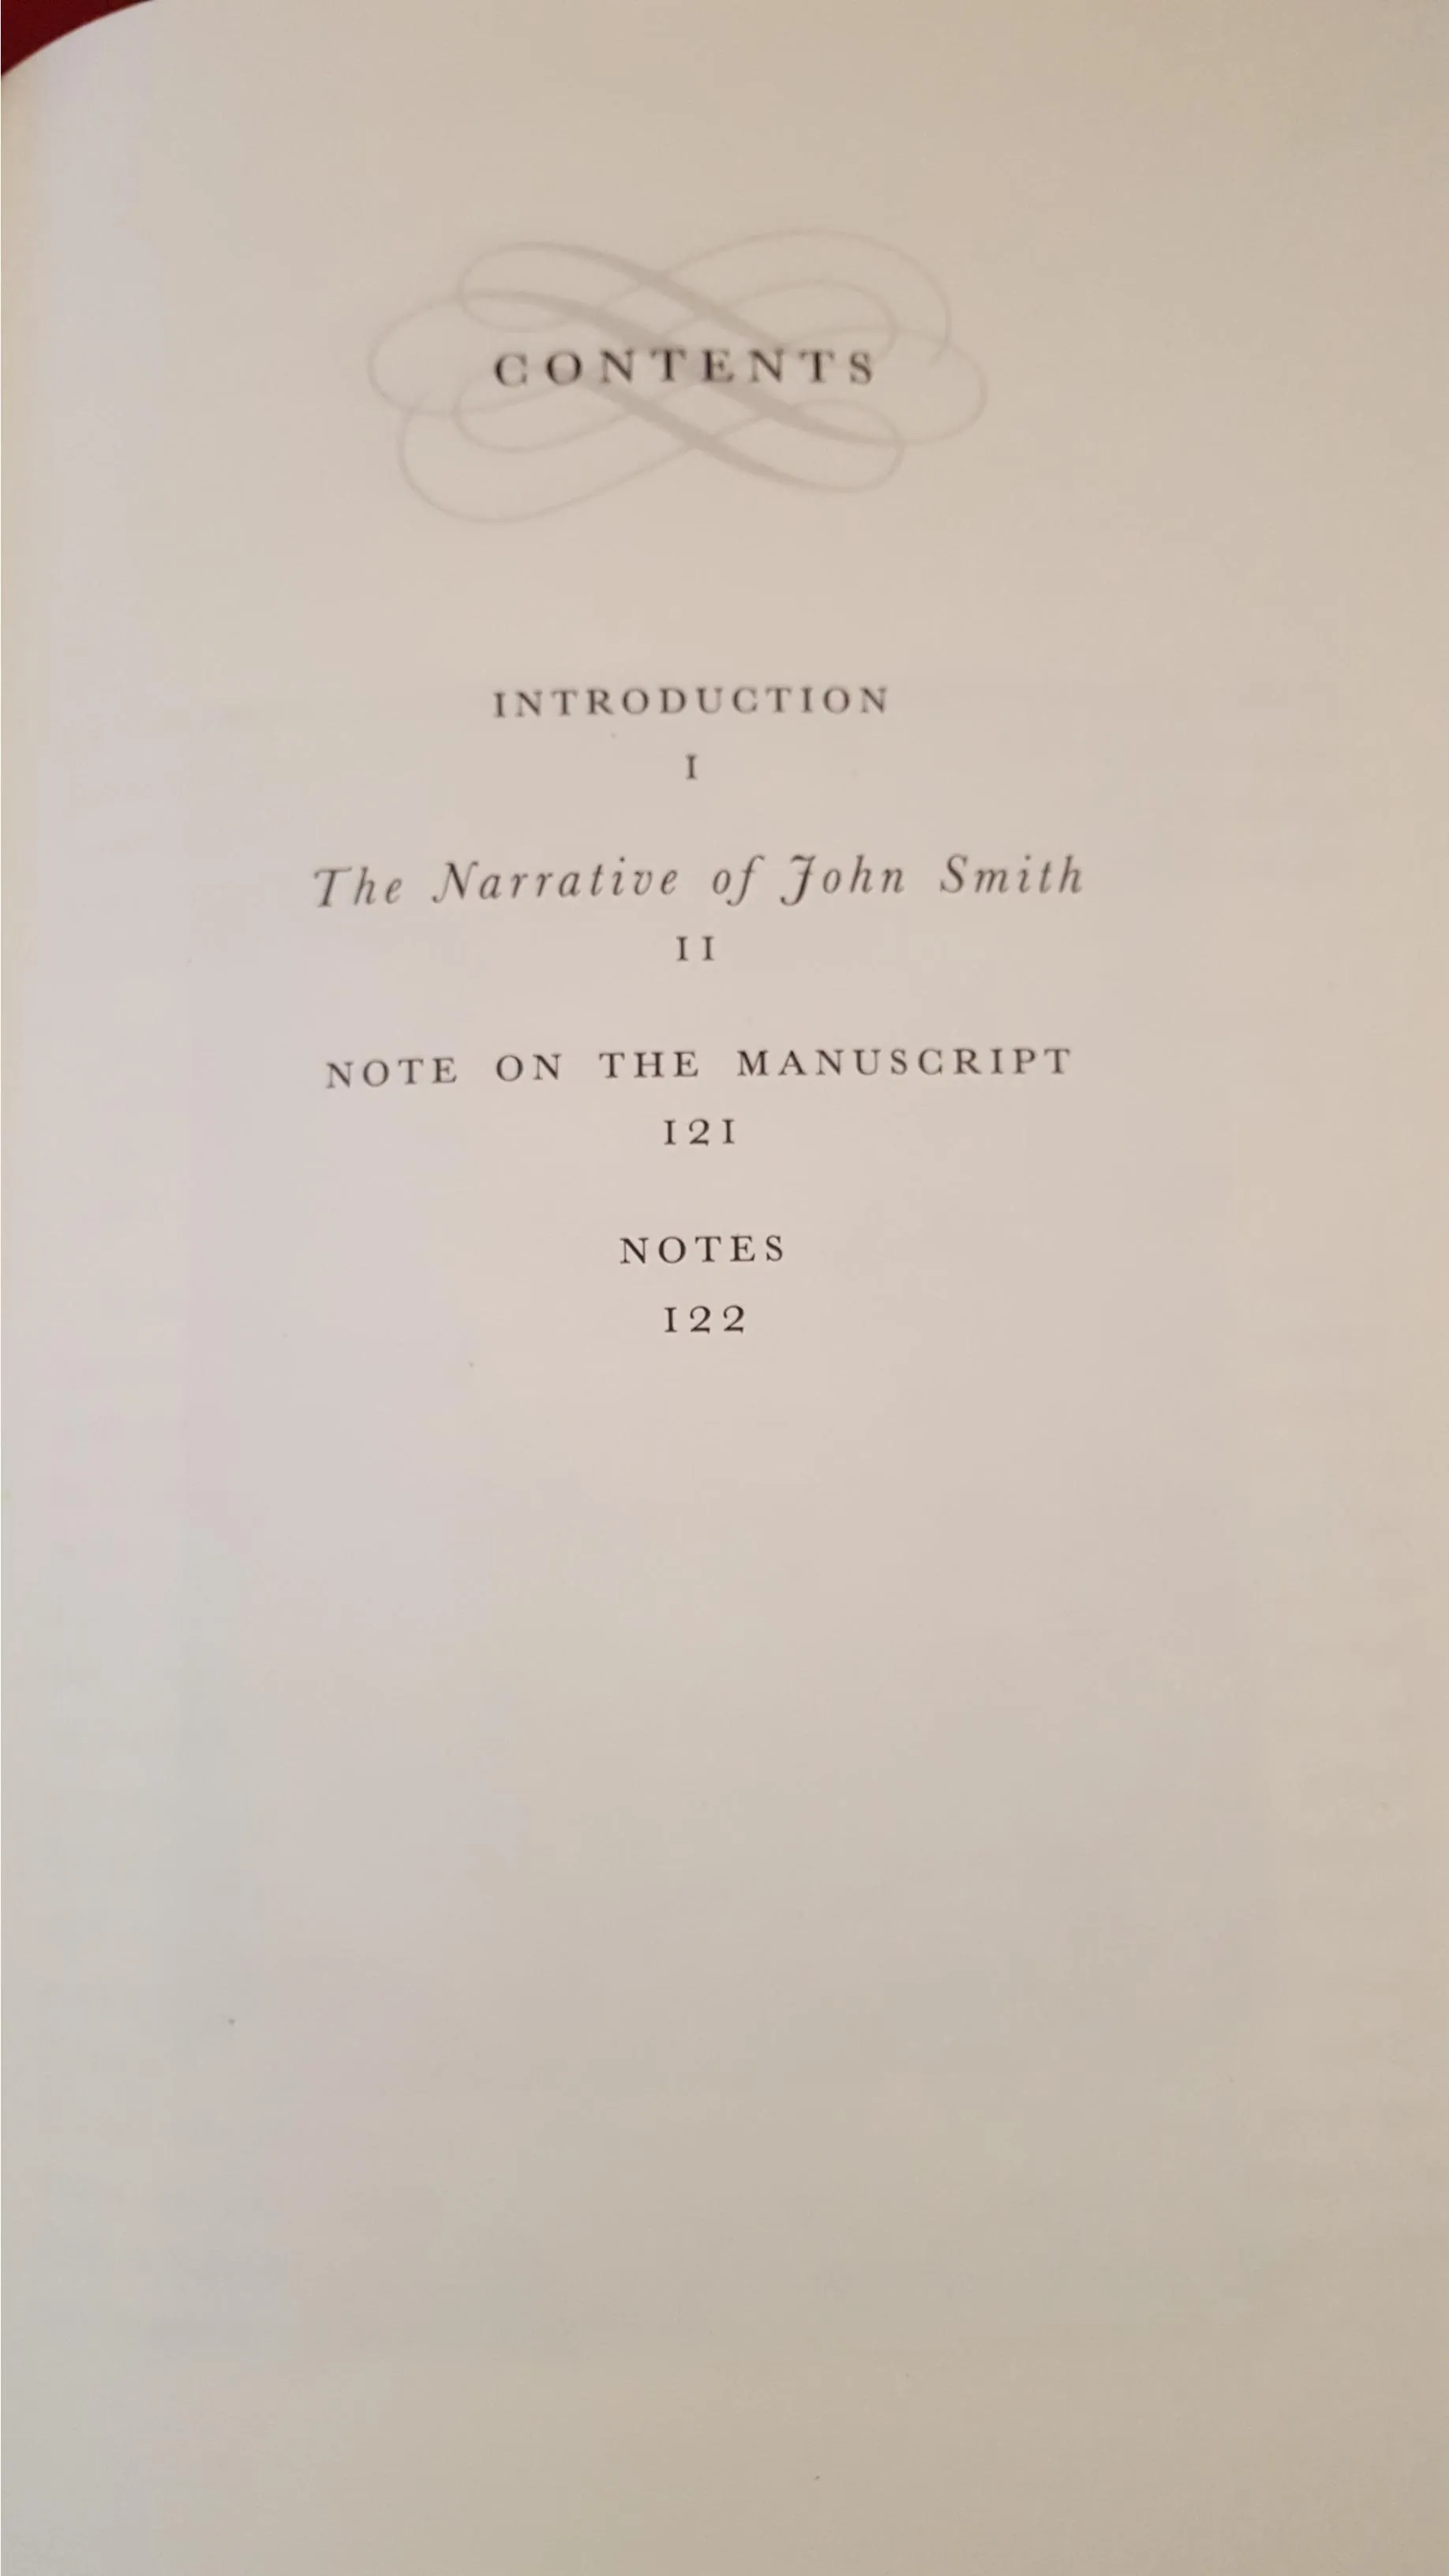 CONTENTS
INTRODUCTION
1
The Narrative of John Smith
11
NOTE ON THE MANUSCRIPT
121
NOTES
122